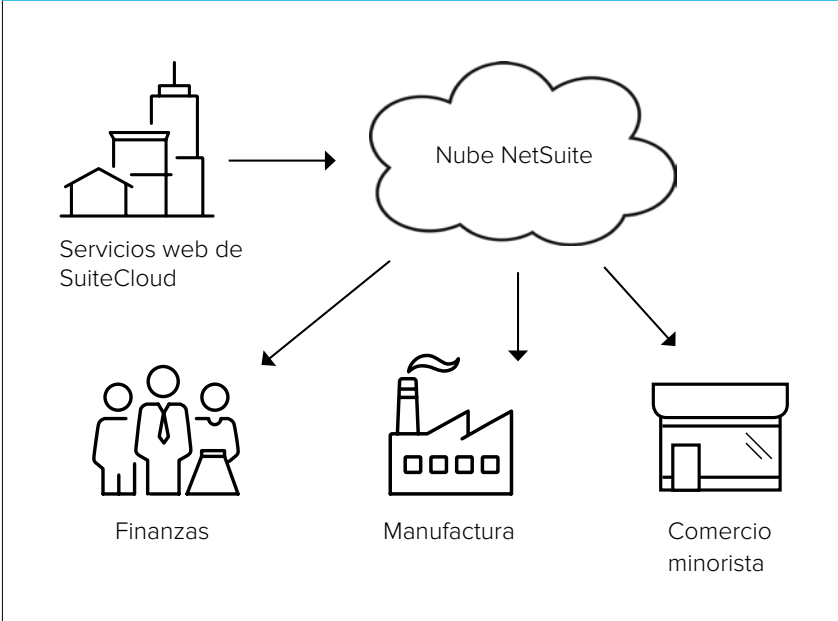 Nube NetSuite
Servicios web de
SuiteCloud
Finanzas
Manufactura
Comercio
minorista